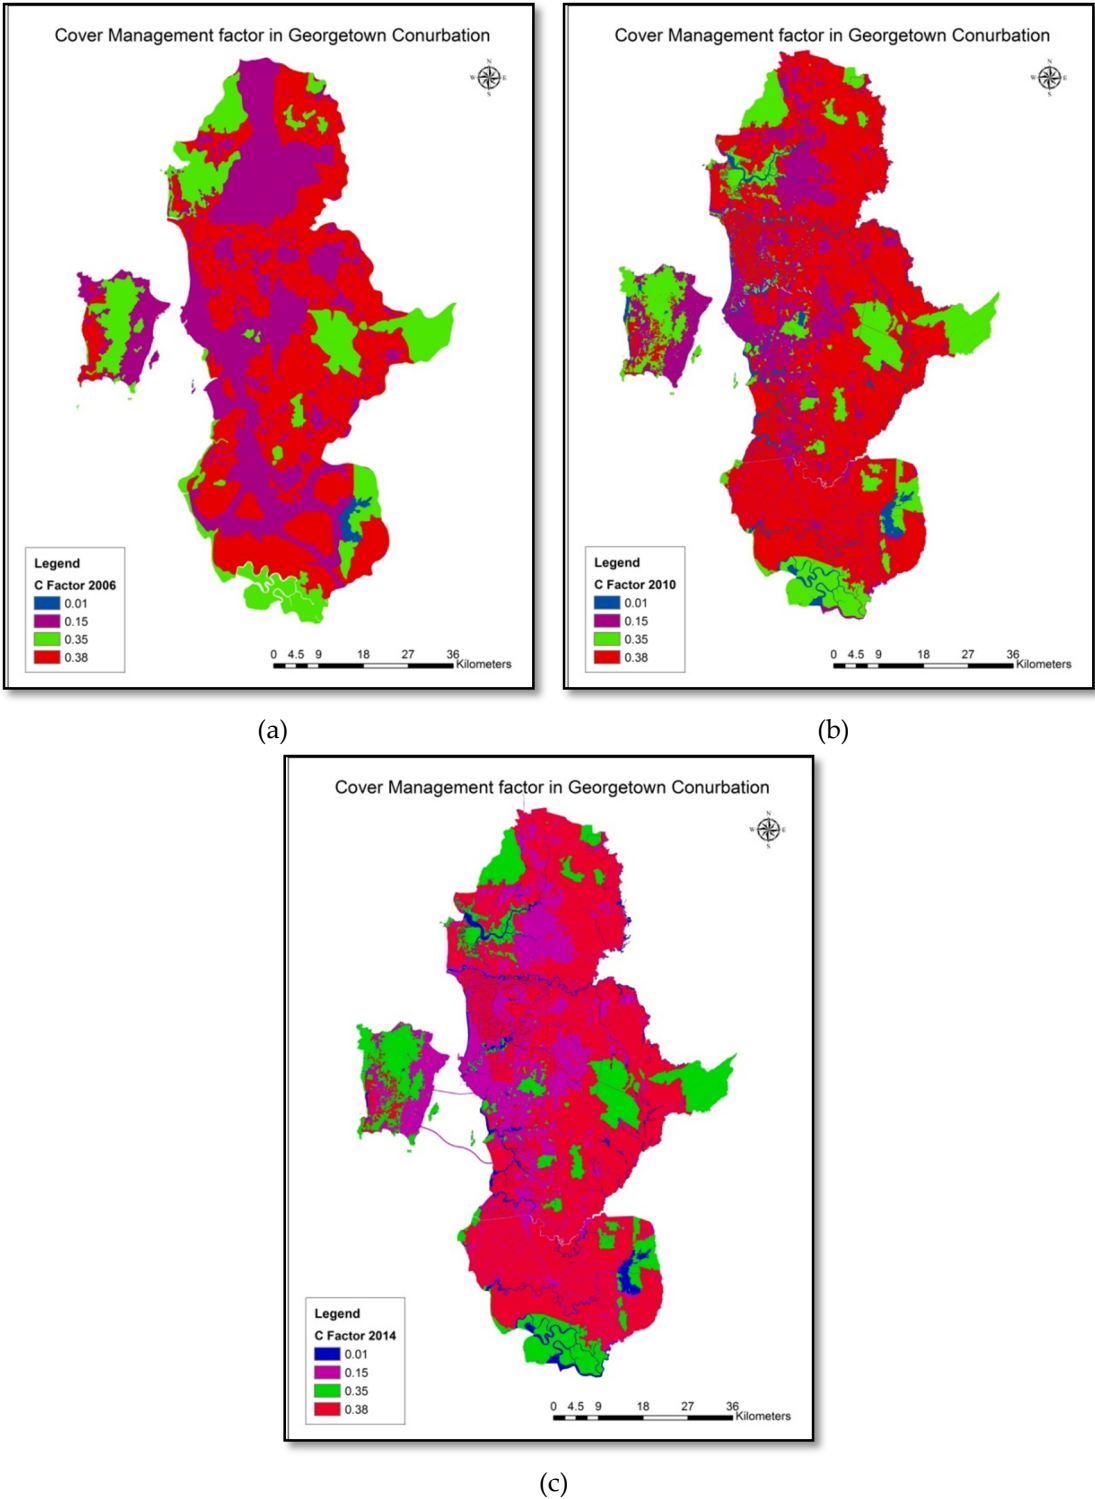 Cover Management factor in Georgetown Conurbation
N
W E
S
Legend
C Factor 2006
0.01
0.15
0.35
0.38
0 4.5 9 18 27 36
Kilometers
(a)
Cover Management factor in Georgetown Conurbation
N
W E
S
Legend
C Factor 2010
0.01
0.15
0.35
0.38
0 4.5 9 18 27 36
Kilometers
(b)
Cover Management factor in Georgetown Conurbation
N
W E
S
Legend
C Factor 2014
0.01
0.15
0.35
0.38
0 4.5 9 18 27 36
Kilometers
(c)